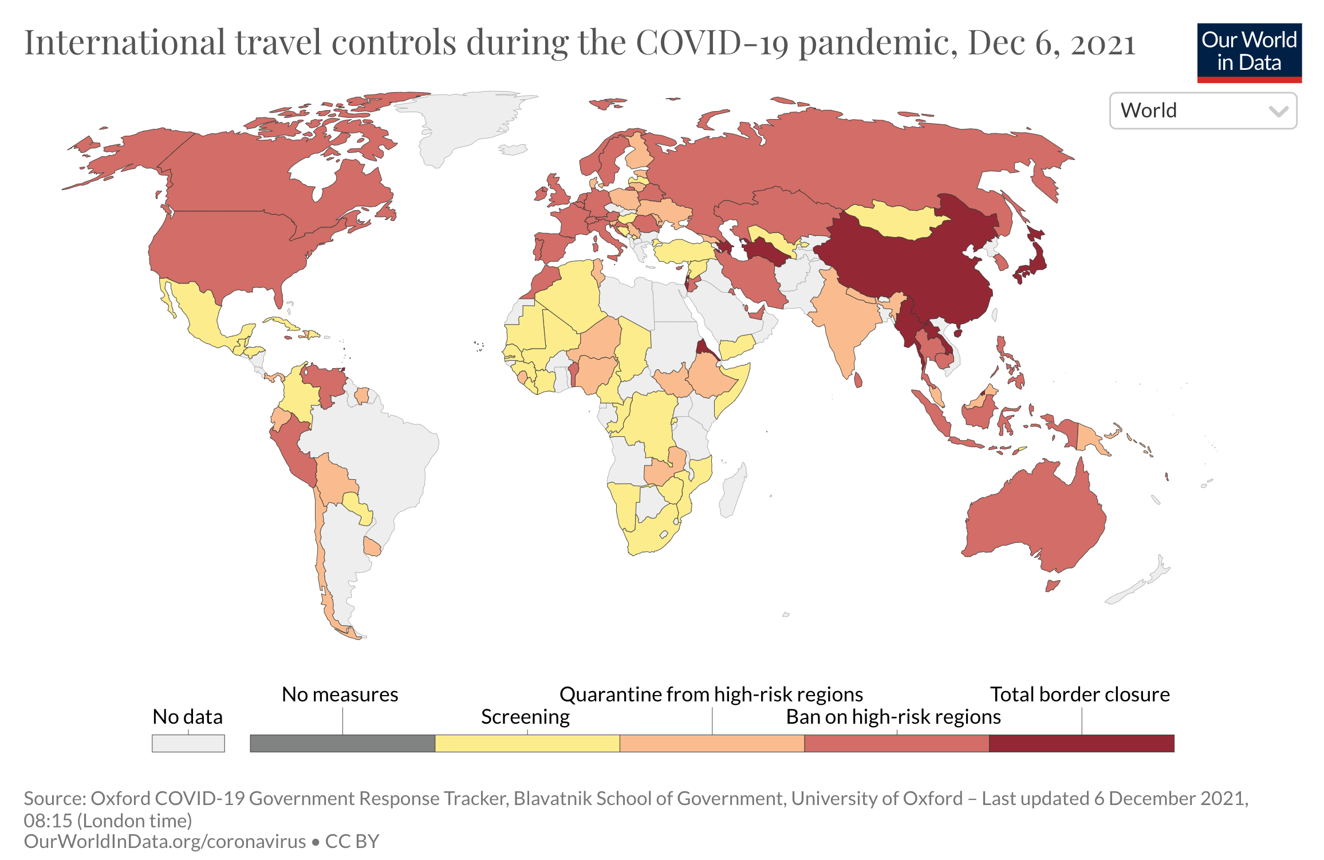 International travel controls during the COVID-19 pandemic, Dec 6, 2021
Our World
in Data
World
No measures
Quarantine from high-risk regions
Total border closure
No data
Screening
Ban on high-risk regions
Source: Oxford COVID-19 Government Response Tracker, Blavatnik School of Government, University of Oxford – Last updated 6 December 2021,
08:15 (London time)
OurWorldInData.org/coronavirus • CC BY